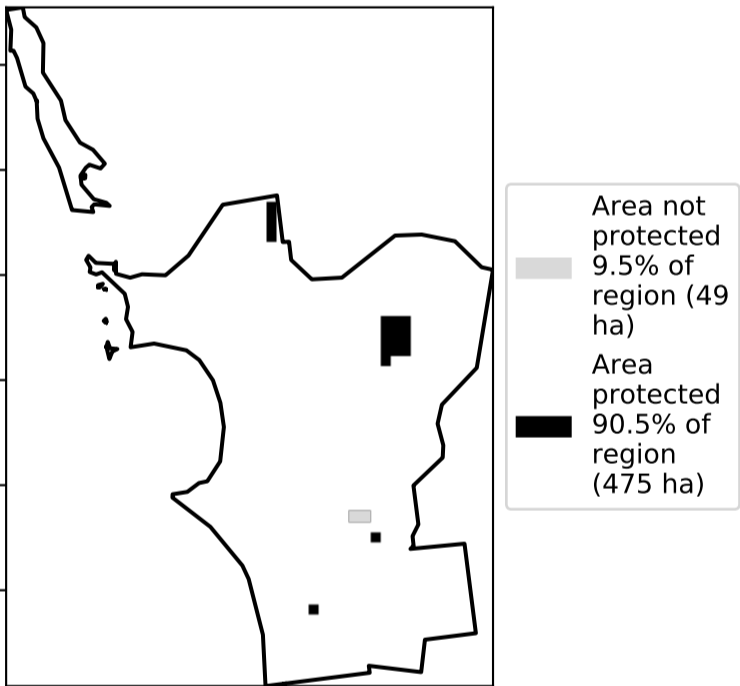 Area not
protected
9.5% of
region (49
ha)
Area
protected
90.5% of
region
(475 ha)